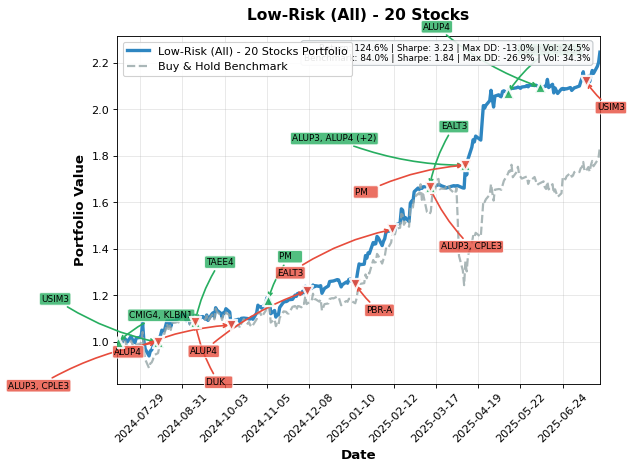 Low-Risk (All) - 20 Stocks
ALUP4
Low-Risk (All) - 20 Stocks Portfolio
Buy & Hold Benchmark
124.6% | Sharpe: 3.23 | Max DD: -13.0% | Vol: 24.5%
84.0% | Sharpe: 1.84 | Max DD: -26.9% | Vol: 34.3%
2.2
2.0
1.8
1.6
1.4
1.2
1.0
Portfolio Value
USIM3
EALT3
ALUP3, ALUP4 (+2)
PM
ALUP3, CPLE3
TAEE4
PM
EALT3
USIM3
CMIG4, KLBN1
PBR-A
ALUP4
ALUP4
DUK
ALUP3, CPLE3
2024-07-29
2024-08-31
2024-10-03
2024-11-05
2024-12-08
2025-01-10
2025-02-12
2025-03-17
2025-04-19
2025-05-22
2025-06-24
Date